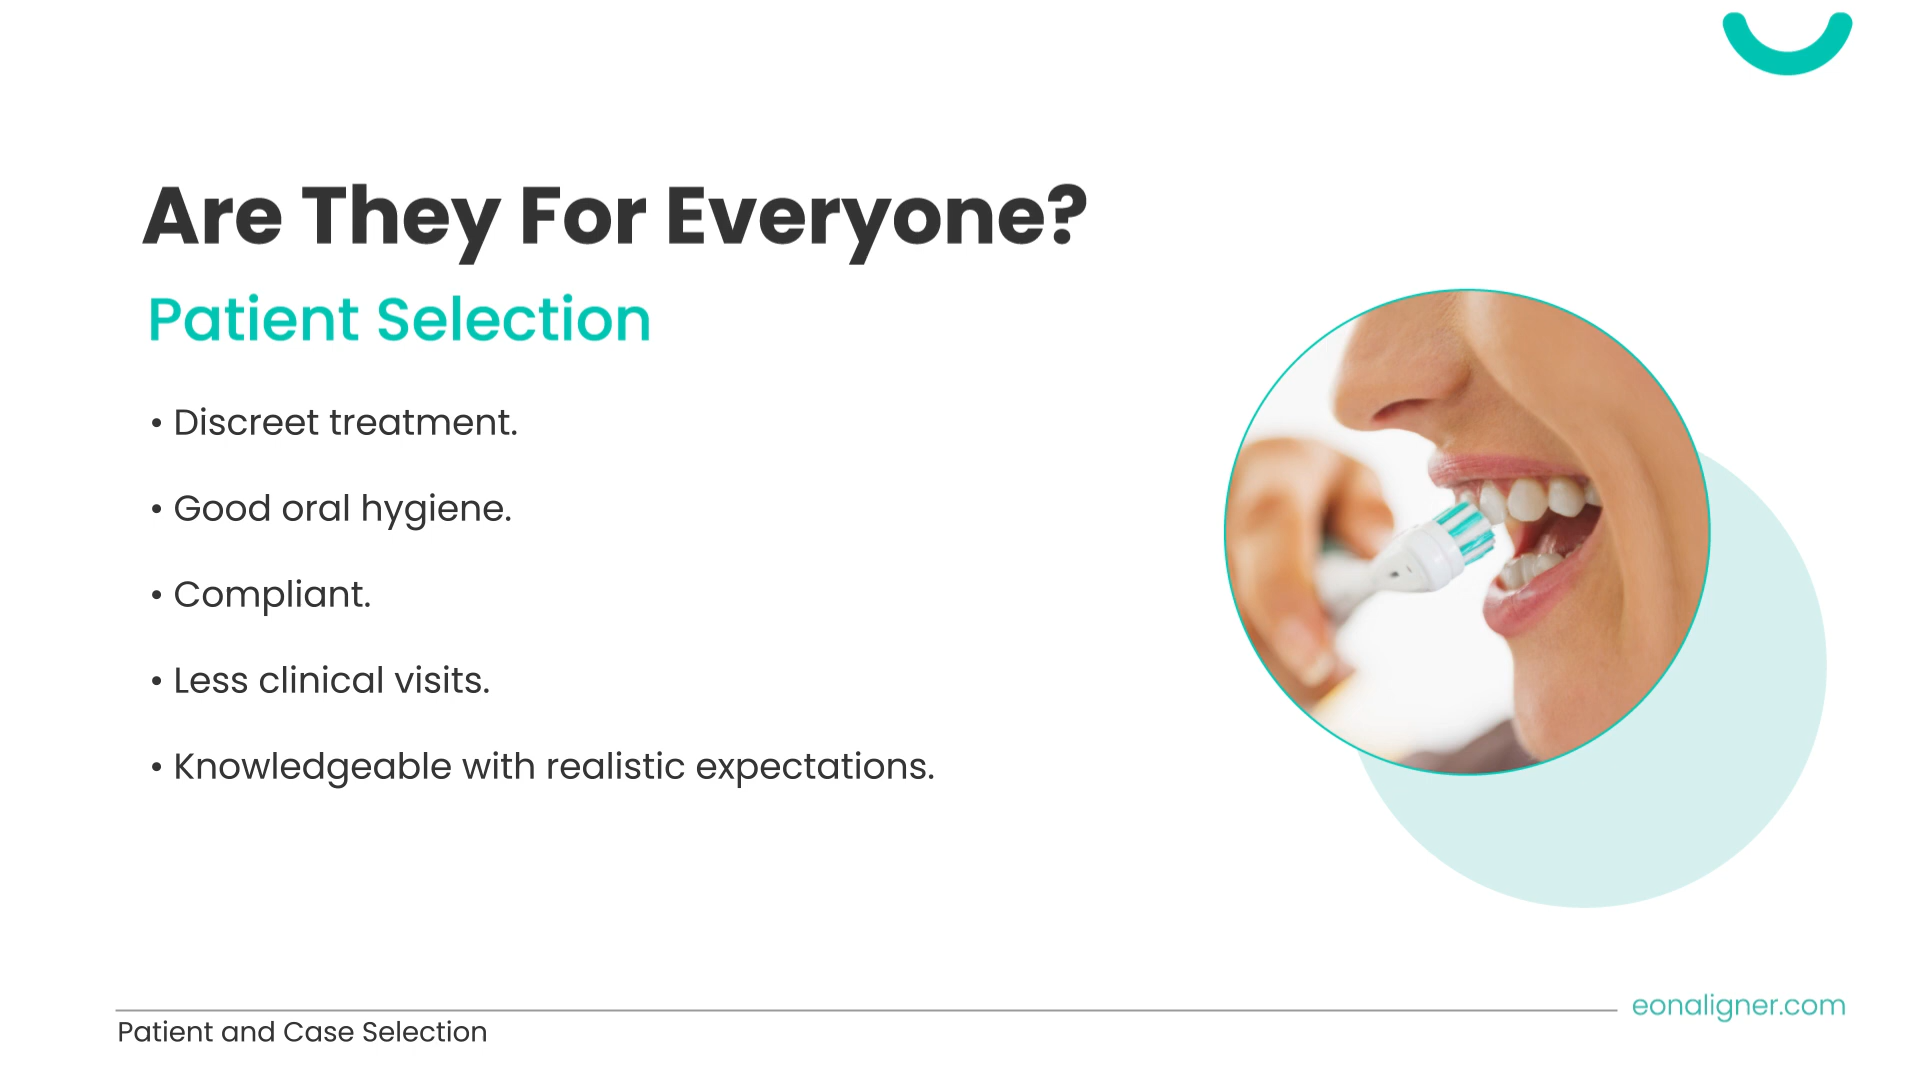 Are They For Everyone?
Patient Selection
• Discreet treatment.
• Good oral hygiene.
• Compliant.
• Less clinical visits.
• Knowledgeable with realistic expectations.
eonaligner.com
Patient and Case Selection